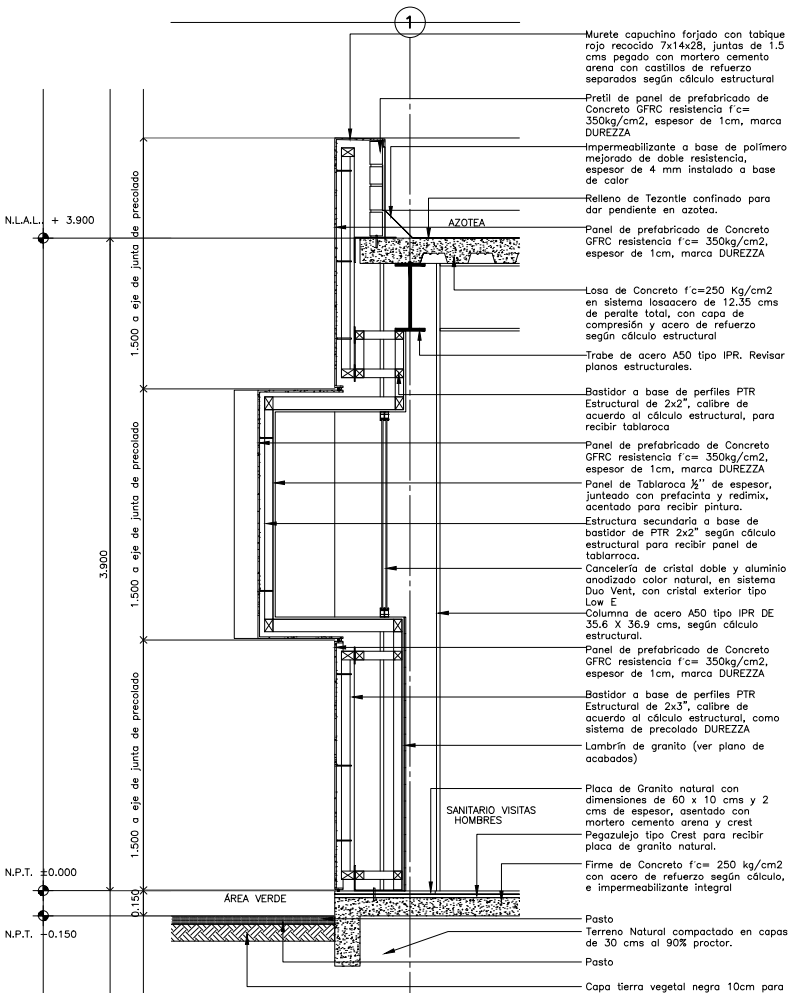 1
Murete capuchino forjado con tabique
rojo recocido 7x14x28, juntas de 1.5
cms pegado con mortero cemento
arena con castillos de refuerzo
separados según cálculo estructural
Pretil de panel de prefabricado de
Concreto GFRC resistencia f'c=
350kg/cm2, espesor de 1cm, marca
DUREZZA
Impermeabilizante a base de polímero
mejorado de doble resistencia,
espesor de 4 mm instalado a base
de calor
Relleno de Tezontle confinado para
dar pendiente en azotea.
Panel de prefabricado de Concreto
GFRC resistencia f'c= 350kg/cm2,
espesor de 1cm, marca DUREZZA
Losa de Concreto f'c=250 Kg/cm2
en sistema losaacero de 12.35 cms
de peralte total, con capa de
compresión y acero de refuerzo
según cálculo estructural
Trabe de acero A50 tipo IPR. Revisar
planos estructurales.
Bastidor a base de perfiles PTR
Estructural de 2x2", calibre de
acuerdo al cálculo estructural, para
recibir tablaroca
Panel de prefabricado de Concreto
GFRC resistencia f'c= 350kg/cm2,
espesor de 1cm, marca DUREZZA
Panel de Tablaroca ½'' de espesor,
junteado con prefacinta y redimix,
acentado para recibir pintura.
Estructura secundaria a base de
bastidor de PTR 2x2" según cálculo
estructural para recibir panel de
tablarroca.
Cancelería de cristal doble y aluminio
anodizado color natural, en sistema
Duo Vent, con cristal exterior tipo
Low E
Columna de acero A50 tipo IPR DE
35.6 X 36.9 cms, según cálculo
estructural.
Panel de prefabricado de Concreto
GFRC resistencia f'c= 350kg/cm2,
espesor de 1cm, marca DUREZZA
Bastidor a base de perfiles PTR
Estructural de 2x3", calibre de
acuerdo al cálculo estructural, como
sistema de precolado DUREZZA
Lambrín de granito (ver plano de
acabados)
Placa de Granito natural con
dimensiones de 60 x 10 cms y 2
cms de espesor, asentado con
mortero cemento arena y crest
Pegazulejo tipo Crest para recibir
placa de granito natural.
Firme de Concreto f'c= 250 kg/cm2
con acero de refuerzo según cálculo,
e impermeabilizante integral
Pasto
Terreno Natural compactado en capas
de 30 cms al 90% proctor.
Pasto
Capa tierra vegetal negra 10cm para
N.L.A.L. + 3.900
AZOTEA
1.500 a eje de junta de precolado
1.500 a eje de junta de precolado
3.900
1.500 a eje de junta de precolado
SANITARIO VISITAS
HOMBRES
N.P.T. ±0.000
0.150
ÁREA VERDE
N.P.T. -0.150